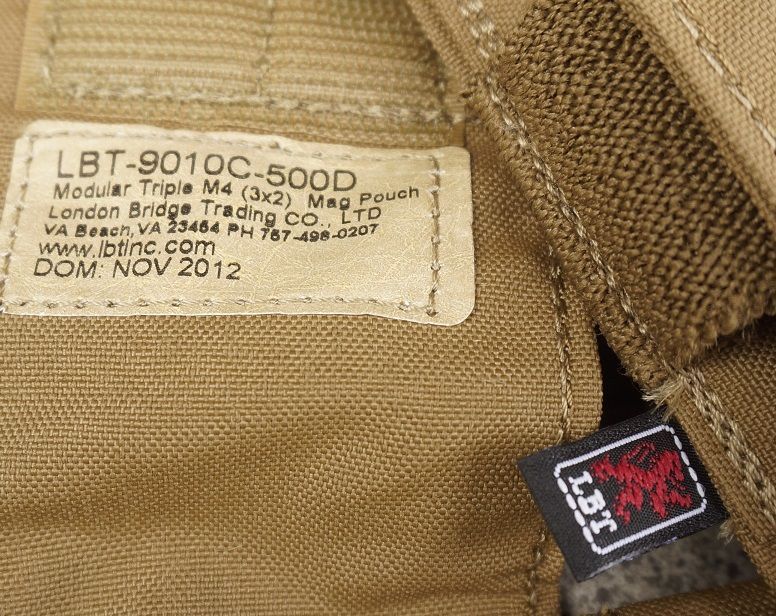 LBT-9010C-500D
Modular Triple M4 (3x2) Mag Pouch
London Bridge Trading CO., LTD
VA Beach,VA 23454 PH 757-498-0207
www.lbtinc.com
DOM: NOV 2012
LBT